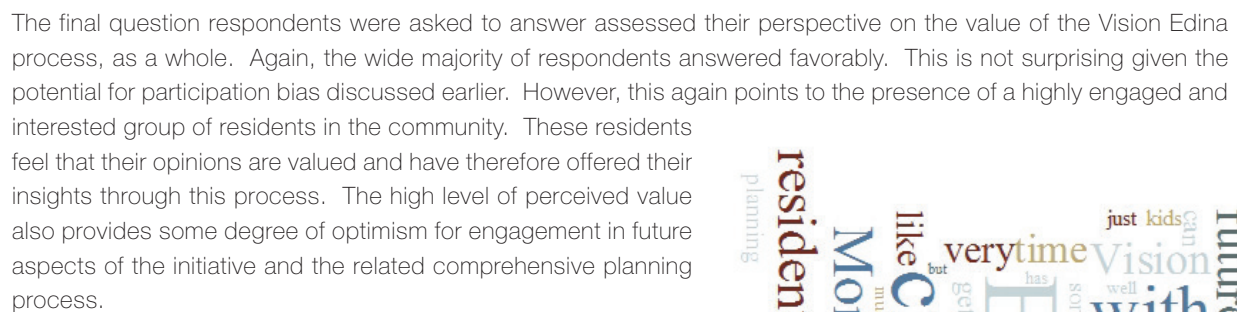 The final question respondents were asked to answer assessed their perspective on the value of the Vision Edina
process, as a whole.  Again, the wide majority of respondents answered favorably.  This is not surprising given the
potential for participation bias discussed earlier.  However, this again points to the presence of a highly engaged and
interested group of residents in the community.  These residents
feel that their opinions are valued and have therefore offered their
insights through this process.  The high level of perceived value
also provides some degree of optimism for engagement in future
aspects of the initiative and the related comprehensive planning
process.
planning
like
but
very
time
just
kids
can
Vision
has
well
with